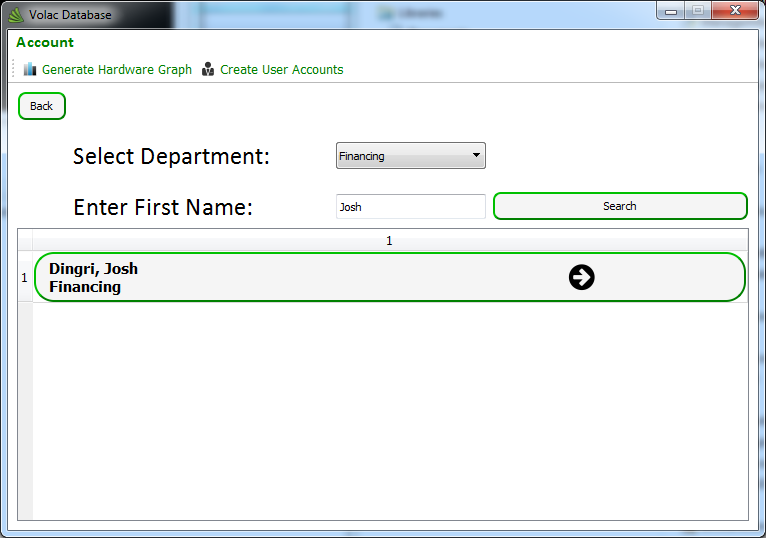 Volac Database
Libraries
Account
Generate Hardware Graph Create User Accounts
Back
Select Department: Financing
Enter First Name: Josh Search
1
1 Dingri, Josh
Financing